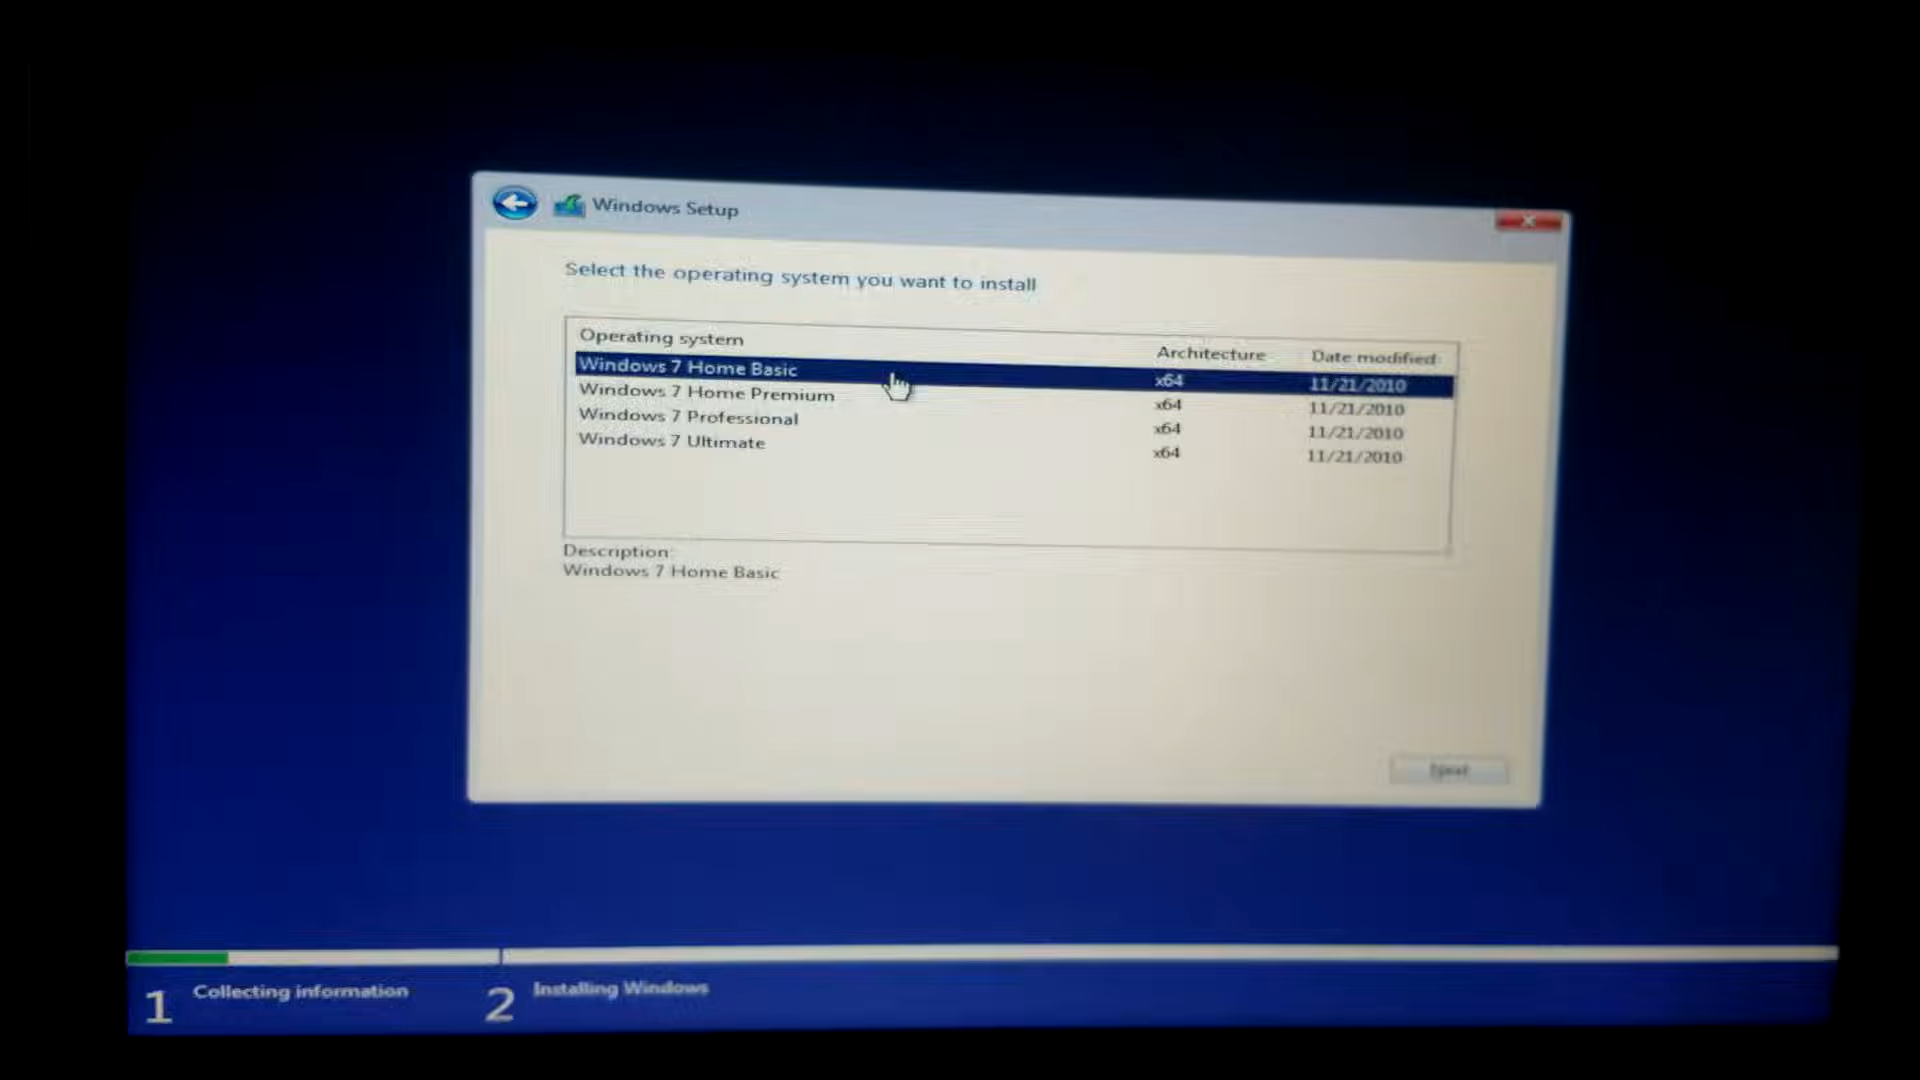 Windows Setup
Select the operating system you want to install
Operating system Architecture Date modified
Windows 7 Home Basic x64 11/21/2010
Windows 7 Home Premium x64 11/21/2010
Windows 7 Professional x64 11/21/2010
Windows 7 Ultimate x64 11/21/2010
Description:
Windows 7 Home Basic
Next
1 Collecting information 2 Installing Windows